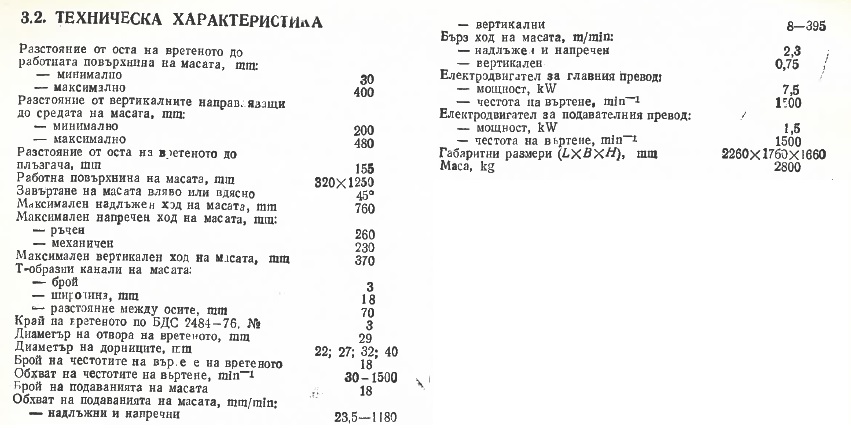 3.2. ТЕХНИЧЕСКА ХАРАКТЕРИСТИКА
Разстояние от оста на вретеното до
работната повърхнина на масата, mm:
— минимално 30
— максимално 400
Разстояние от вертикалните направляващи
до средата на масата, mm:
— минимално 200
— максимално 480
Разстояние от оста на вретеното до
плъзгача, mm 155
Работна повърхнина на масата, mm 320×1250
Завъртане на масата вляво или вдясно 45°
Максимален надлъжен ход на масата, mm 760
Максимален напречен ход на масата, mm:
— ръчен 260
— механичен 230
Максимален вертикален ход на масата, mm 370
Т-образни канали на масата:
— брой 3
— широчина, mm 18
— разстояние между осите, mm 70
Край на вретеното по БДС 2484—76, № 3
Диаметър на отвора на вретеното, mm 29
Диаметър на дорниците, mm 22; 27; 32; 40
Брой на честотите на въртене на вретеното 18
Обхват на честотите на въртене, min—1 30—1500
Брой на подаванията на масата 18
Обхват на подаванията на масата, mm/min:
— надлъжни и напречни 23,5—1180
— вертикални 8—395
Бърз ход на масата, m/min:
— надлъжен и напречен 2,3
— вертикален 0,75
Електродвигател за главния превод:
— мощност, kW 7,5
— честота на въртене, min—1 1500
Електродвигател за подавателния превод:
— мощност, kW 1,5
— честота на въртене, min—1 1500
Габаритни размери (L×B×H), mm 2260×1760×1660
Маса, kg 2800